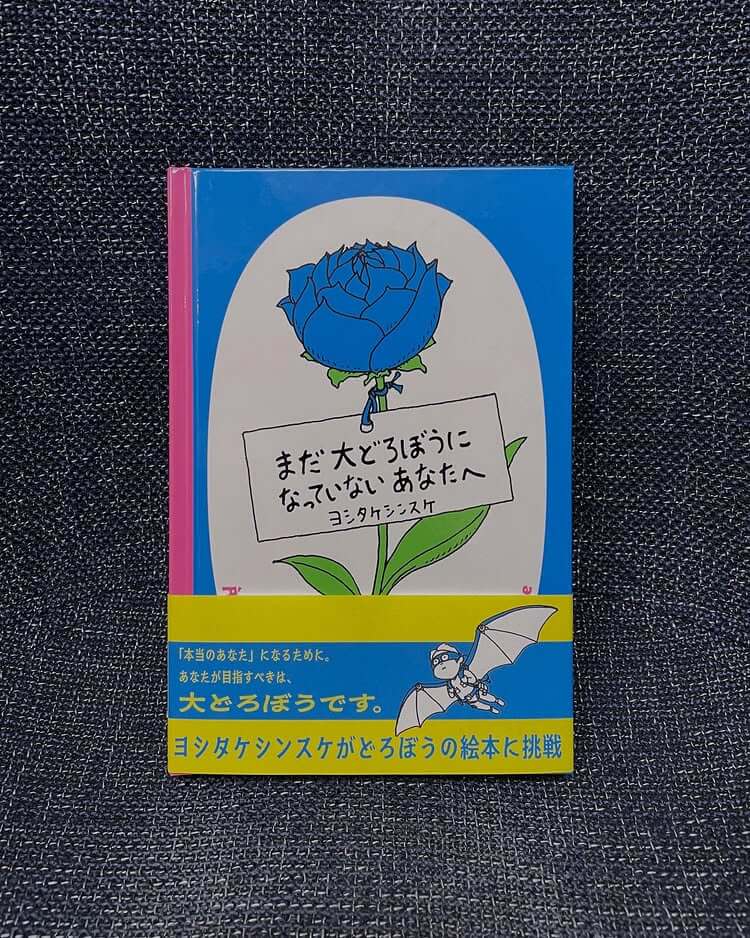 まだ 大どろぼうに
なっていない あなたへ
ヨシタケシンスケ
「本当のあなた」になるために。
あなたが目指すべきは、
大どろぼうです。
ヨシタケシンスケがどろぼうの絵本に挑戦